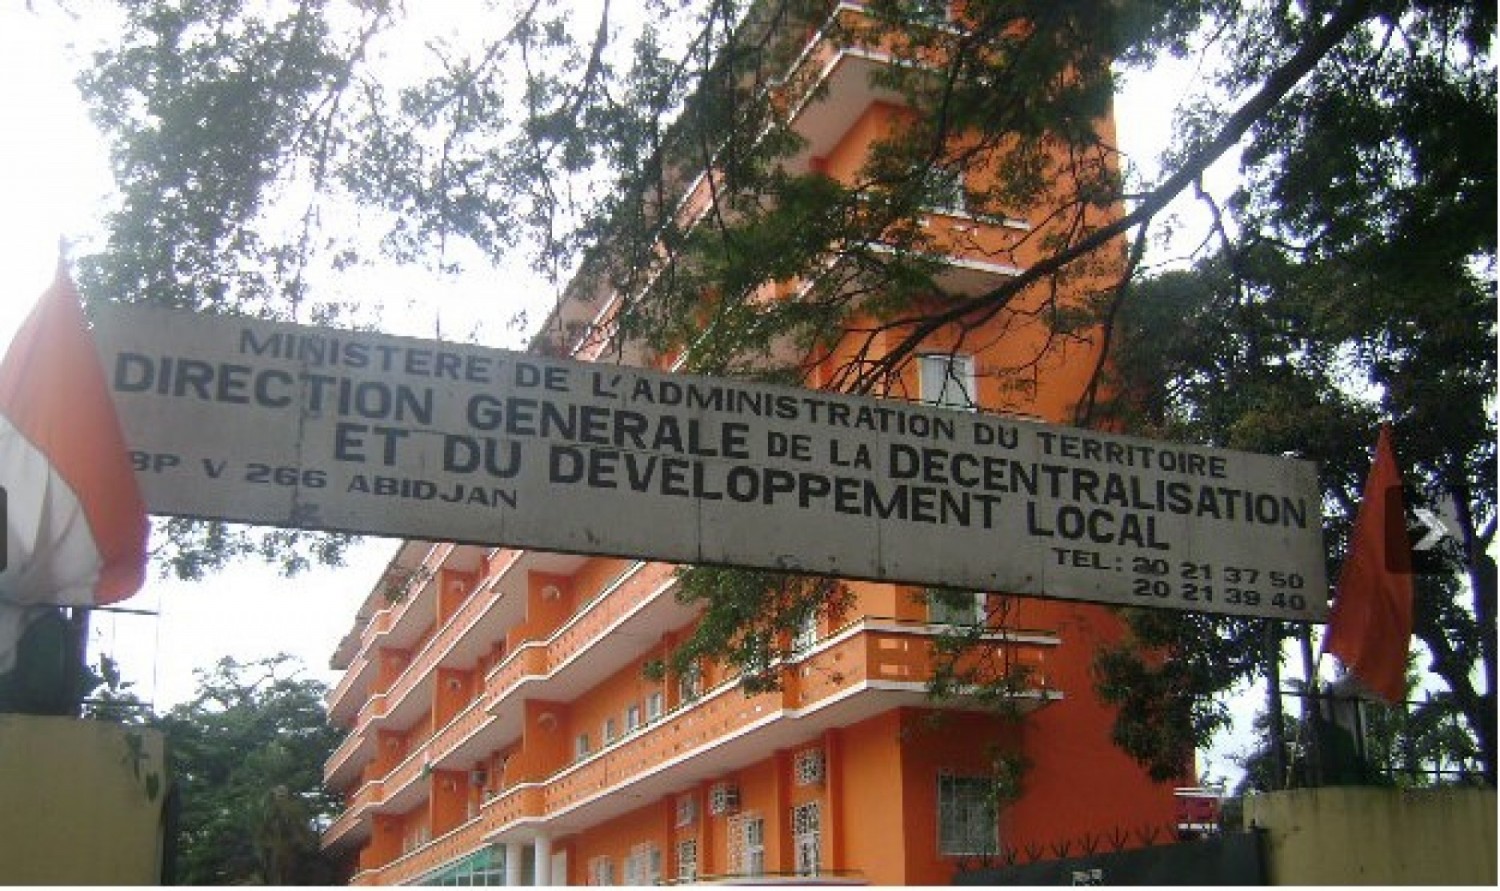 MINISTERE DE L'ADMINISTRATION DU TERRITOIRE
DIRECTION GENERALE DE LA DECENTRALISATION
ET DU DEVELOPPEMENT LOCAL
BP V 266 ABIDJAN
TEL: 20 21 37 50
20 21 39 40